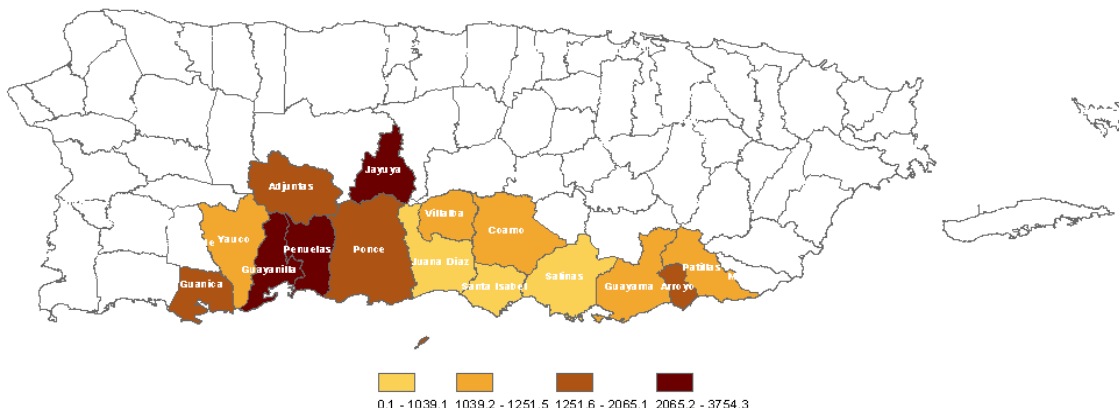 Jayuya
Adjuntas
Villalba
Coamo
Yauco
Penuelas
Ponce
Juana Diaz
Guayanilla
Patillas
Salinas
Guanica
Santa Isabel
Guayama
Arroyo
M
0.1 - 1039.1
1039.2 - 1251.5
1251.6 - 2065.1
2065.2 - 3754.3